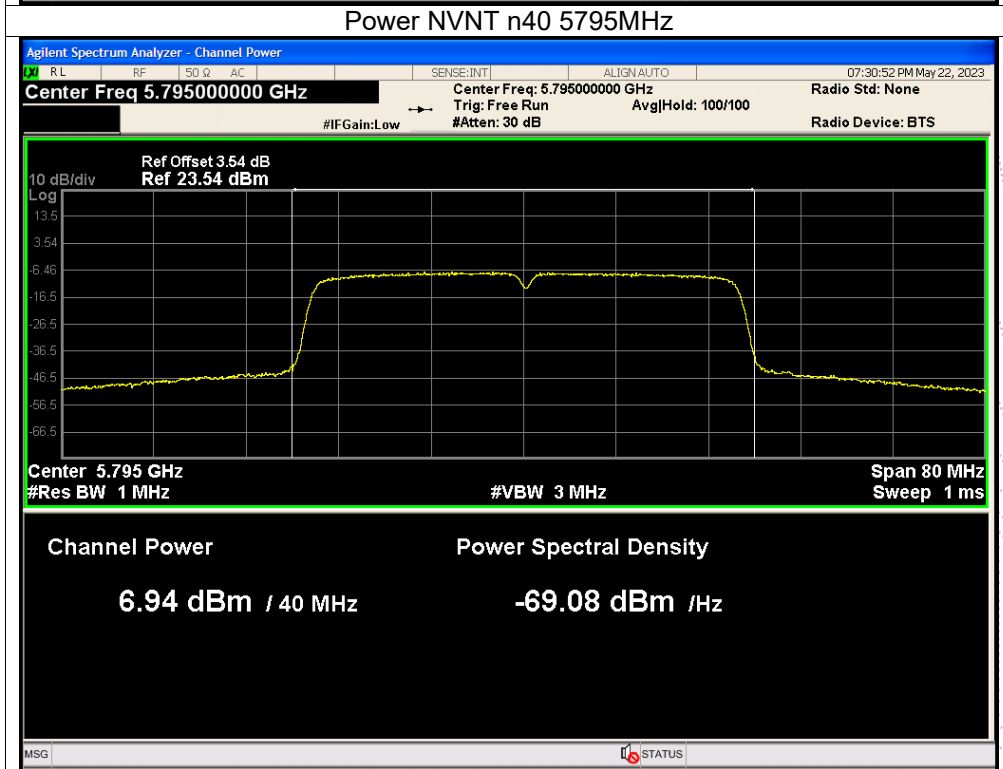 Power NVNT n40 5795MHz
Agilent Spectrum Analyzer - Channel Power
LXI RL RF 50 Ω AC SENSE:INT ALIGN AUTO 07:30:52 PM May 22, 2023
Center Freq 5.795000000 GHz Center Freq: 5.795000000 GHz Radio Std: None
Trig: Free Run Avg|Hold: 100/100
#IFGain:Low #Atten: 30 dB Radio Device: BTS
Ref Offset 3.54 dB
10 dB/div Ref 23.54 dBm
Log
13.5
3.54
-6.46
-16.5
-26.5
-36.5
-46.5
-56.5
-66.5
Center 5.795 GHz Span 80 MHz
#Res BW 1 MHz #VBW 3 MHz Sweep 1 ms
Channel Power Power Spectral Density
6.94 dBm / 40 MHz -69.08 dBm /Hz
MSG STATUS